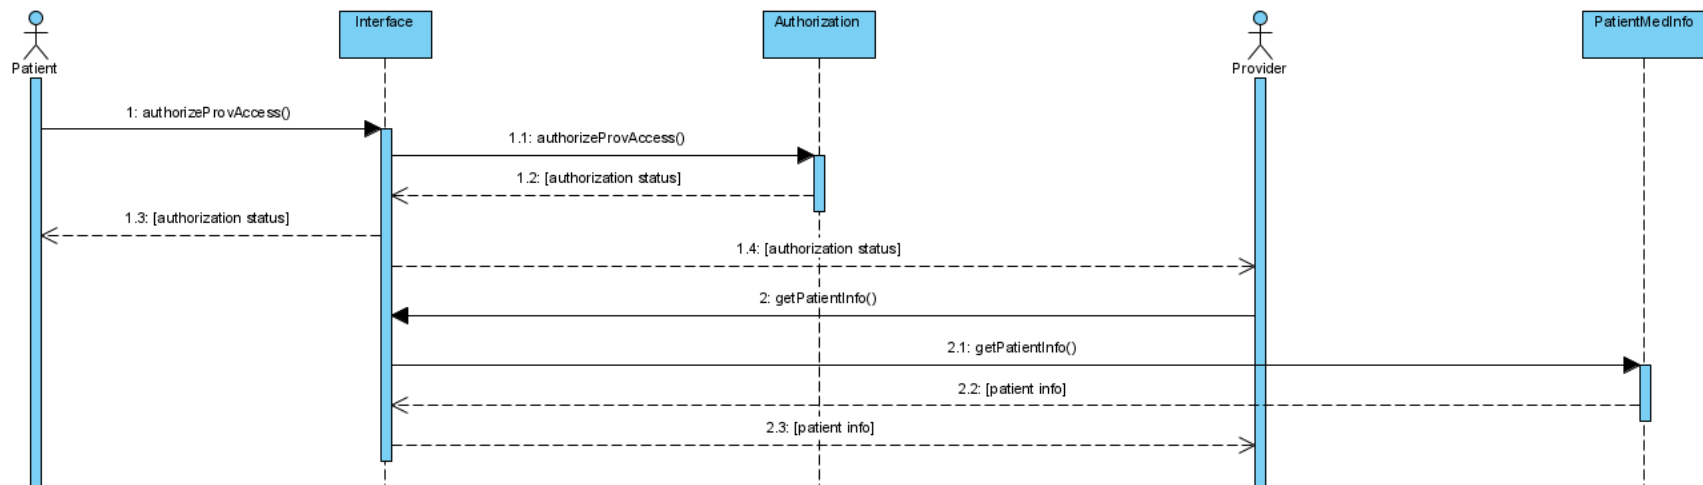 Interface
Authorization
PatientMedInfo
Patient
Provider
1: authorizeProvAccess()
1.1: authorizeProvAccess()
1.2: [authorization status]
1.3: [authorization status]
1.4: [authorization status]
2: getPatientInfo()
2.1: getPatientInfo()
2.2: [patient info]
2.3: [patient info]